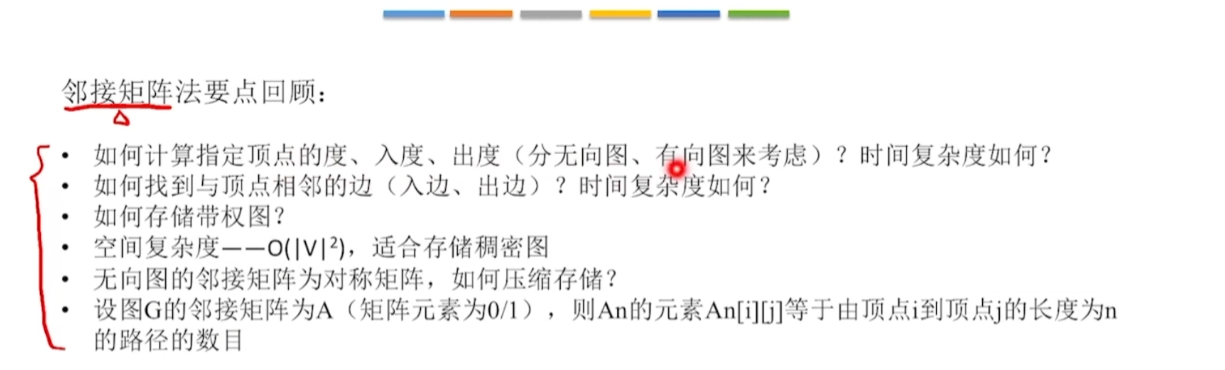 邻接矩阵法要点回顾：
• 如何计算指定顶点的度、入度、出度（分无向图、有向图来考虑）？时间复杂度如何？
• 如何找到与顶点相邻的边（入边、出边）？时间复杂度如何？
• 如何存储带权图？
• 空间复杂度——O(|V|²)，适合存储稠密图
• 无向图的邻接矩阵为对称矩阵，如何压缩存储？
• 设图G的邻接矩阵为A（矩阵元素为0/1），则An的元素An[i][j]等于由顶点i到顶点j的长度为n
的路径的数目